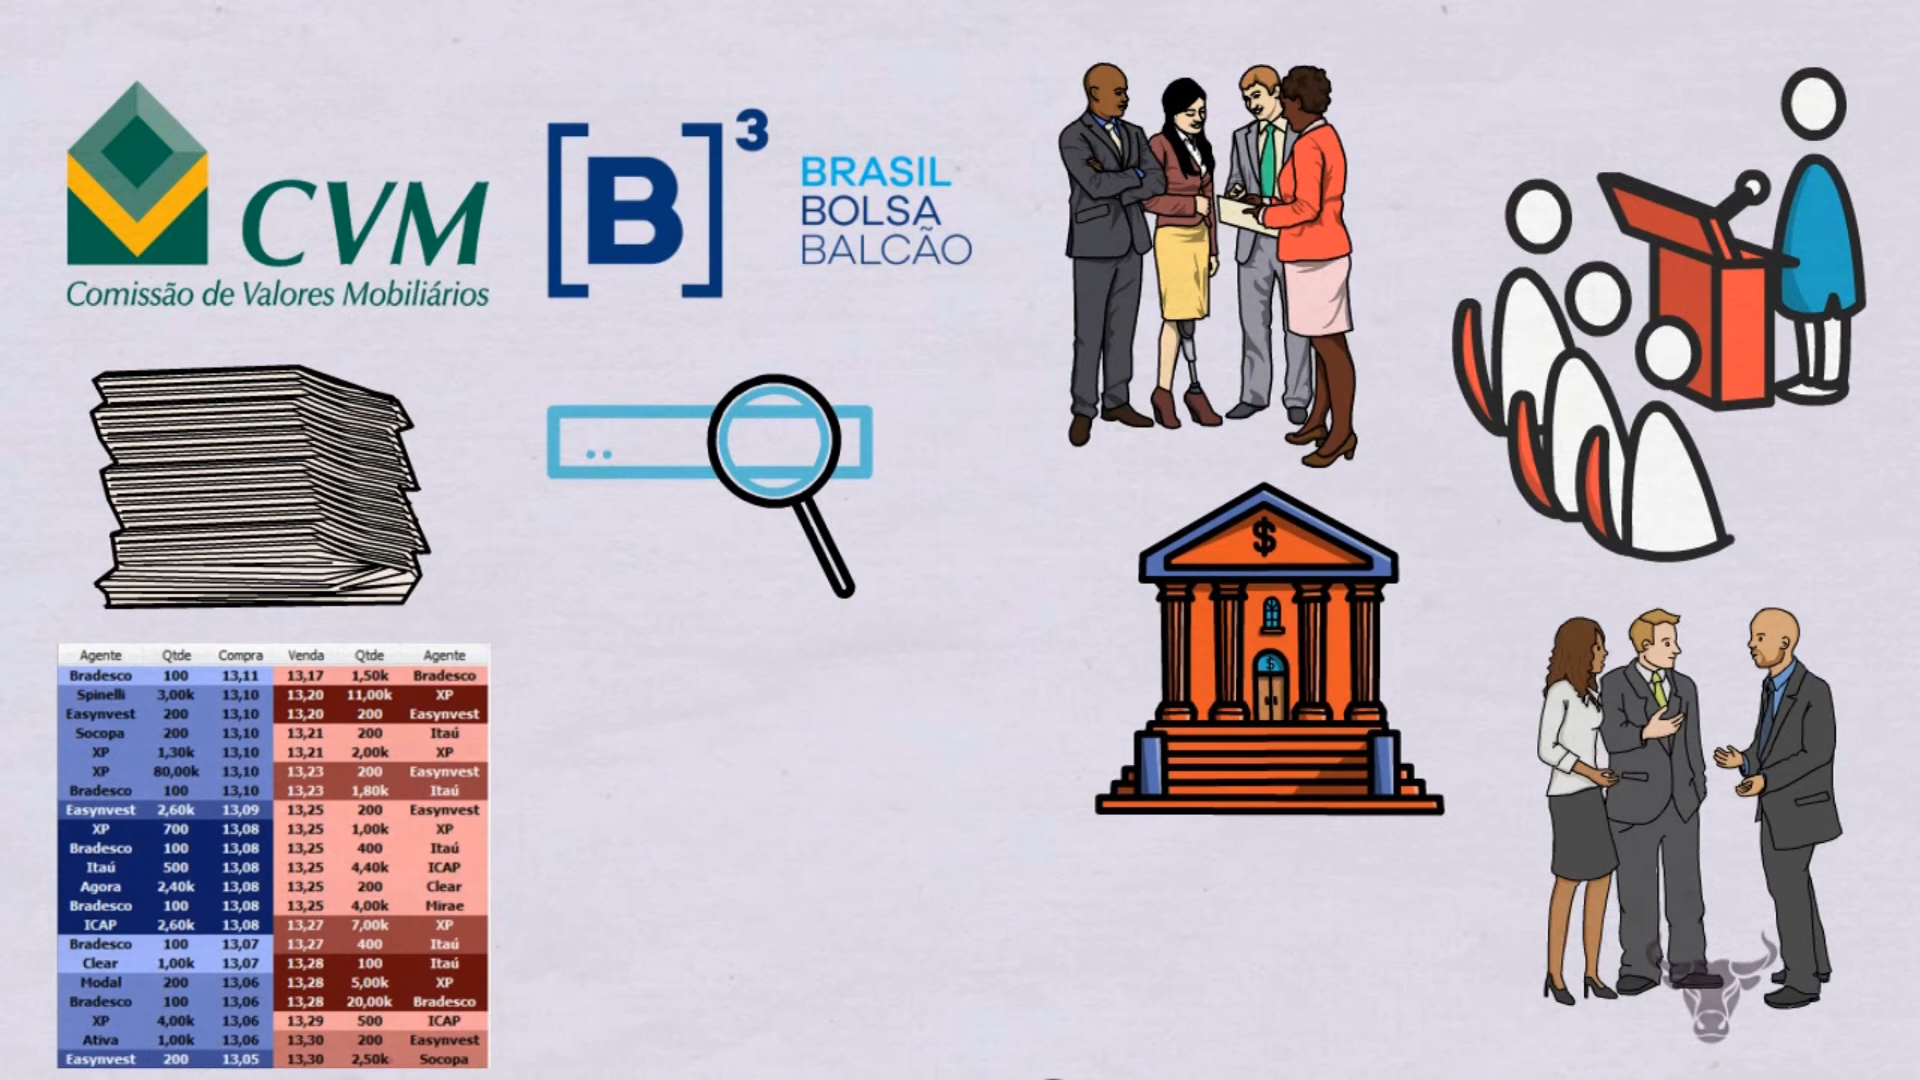 CVM
Comissão de Valores Mobiliários
[B]³
BRASIL
BOLSA
BALCÃO
$
$
Agente Qtde Compra Venda Qtde Agente
Bradesco 100 13,11 13,17 1,50k Bradesco
Spinelli 3,00k 13,10 13,20 11,00k XP
Easynvest 200 13,10 13,20 200 Easynvest
Socopa 200 13,10 13,21 200 Itaú
XP 1,30k 13,10 13,21 2,00k XP
XP 80,00k 13,10 13,23 200 Easynvest
Bradesco 100 13,10 13,23 1,80k Itaú
Easynvest 2,60k 13,09 13,25 200 Easynvest
XP 700 13,08 13,25 1,00k XP
Bradesco 100 13,08 13,25 400 Itaú
Itaú 500 13,08 13,25 4,40k ICAP
Agora 2,40k 13,08 13,25 200 Clear
Bradesco 100 13,08 13,25 4,00k Mirae
ICAP 2,60k 13,08 13,27 7,00k XP
Bradesco 100 13,07 13,27 400 Itaú
Clear 1,00k 13,07 13,28 100 Itaú
Modal 200 13,06 13,28 5,00k XP
Bradesco 100 13,06 13,28 20,00k Bradesco
XP 4,00k 13,06 13,29 500 ICAP
Ativa 1,00k 13,06 13,30 200 Easynvest
Easynvest 200 13,05 13,30 2,50k Socopa